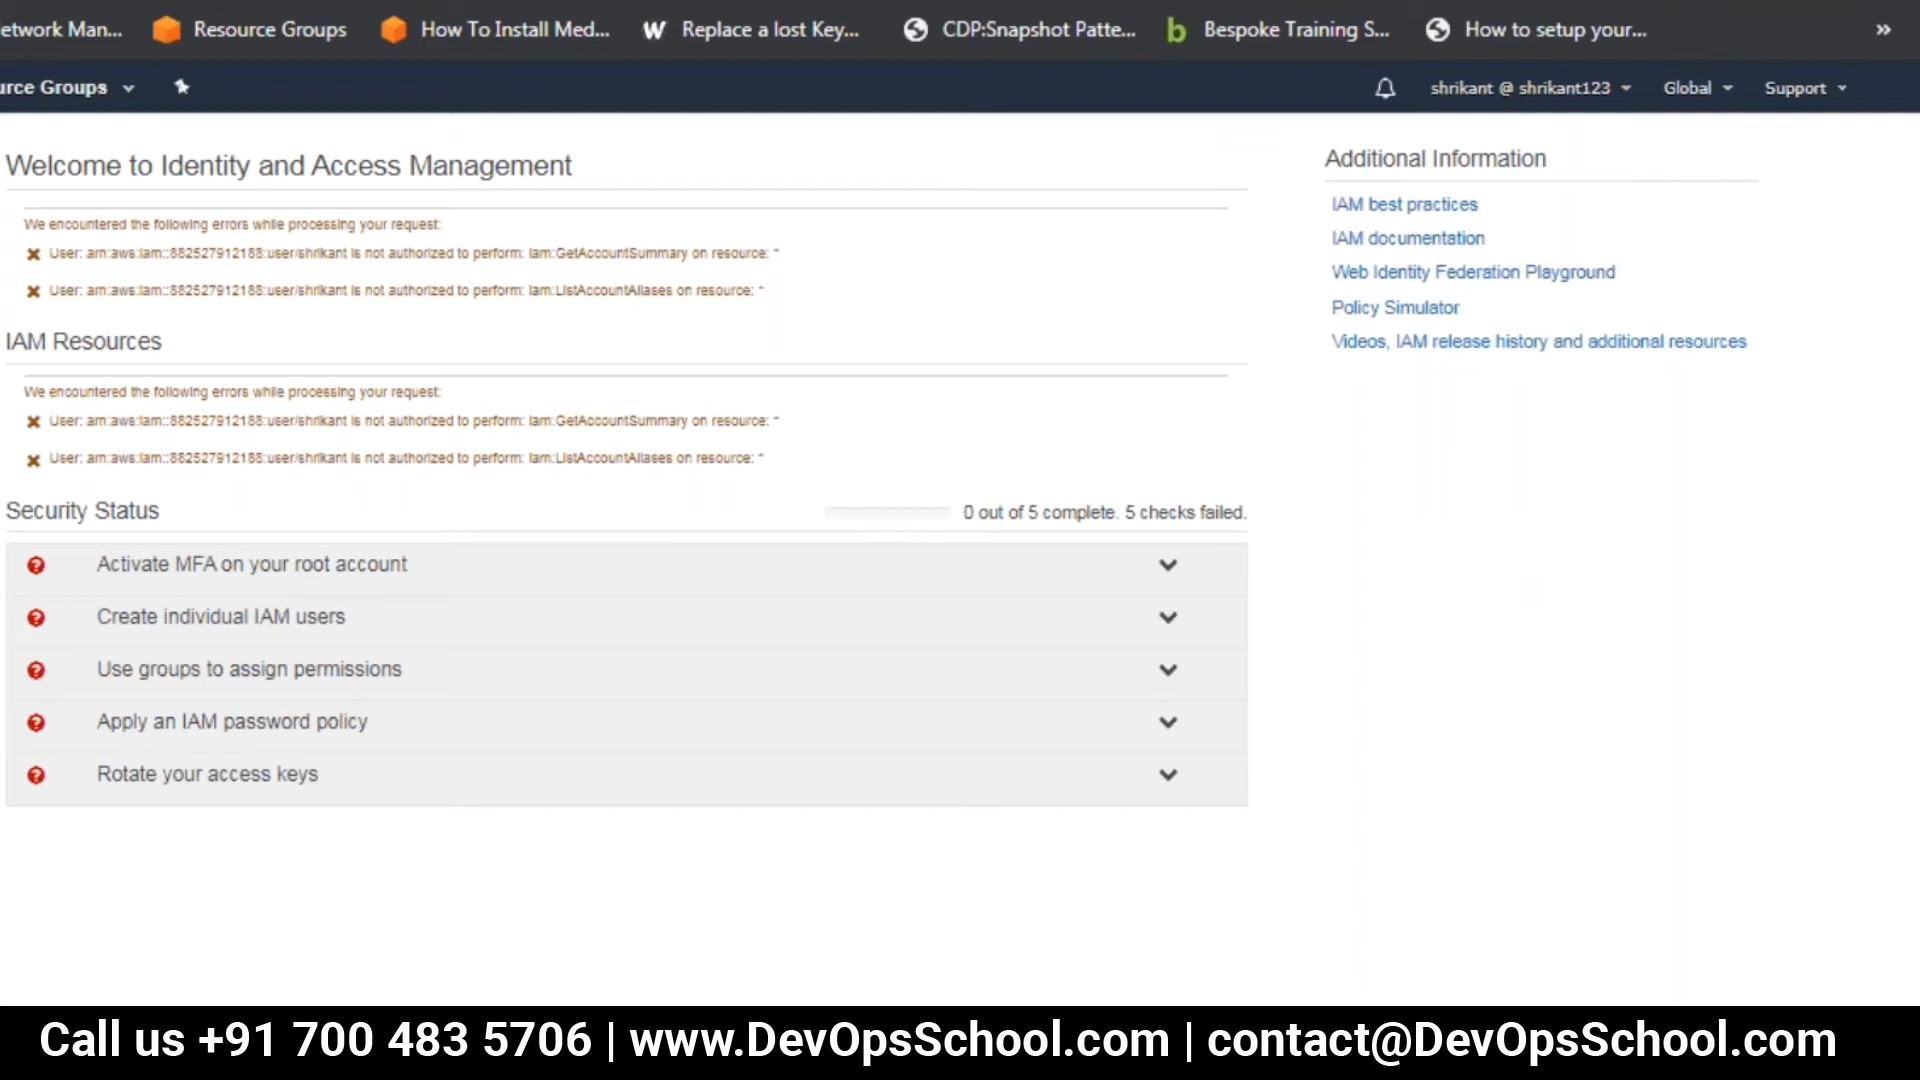 etwork Man... Resource Groups How To Install Med... W Replace a lost Key... CDP:Snapshot Patte... b Bespoke Training S... How to setup your... »
urce Groups shrikant @ shrikant123 Global Support
Welcome to Identity and Access Management
We encountered the following errors while processing your request:
User: arn:aws:iam::882527912188:user/shrikant is not authorized to perform: iam:GetAccountSummary on resource: *
User: arn:aws:iam::882527912188:user/shrikant is not authorized to perform: iam:ListAccountAliases on resource: *
IAM Resources
We encountered the following errors while processing your request:
User: arn:aws:iam::882527912188:user/shrikant is not authorized to perform: iam:GetAccountSummary on resource: *
User: arn:aws:iam::882527912188:user/shrikant is not authorized to perform: iam:ListAccountAliases on resource: *
Security Status 0 out of 5 complete. 5 checks failed.
Activate MFA on your root account
Create individual IAM users
Use groups to assign permissions
Apply an IAM password policy
Rotate your access keys
Additional Information
IAM best practices
IAM documentation
Web Identity Federation Playground
Policy Simulator
Videos, IAM release history and additional resources
Call us +91 700 483 5706 | www.DevOpsSchool.com | contact@DevOpsSchool.com